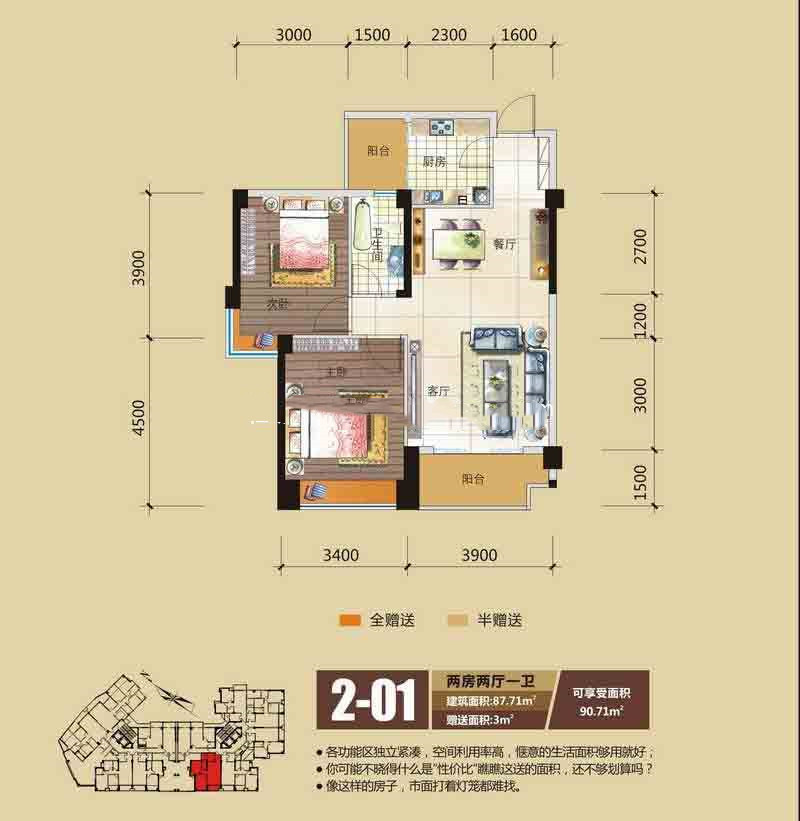 3000 1500 2300 1600
阳台
厨房
卫生间
餐厅
次卧
主卧
主卧
客厅
阳台
3900
4500
2700
1200
3000
1500
3400 3900
全赠送 半赠送
2-01
两房两厅一卫
建筑面积:87.71m²
赠送面积:3m²
可享受面积
90.71m²
● 各功能区独立紧凑，空间利用率高，惬意的生活面积够用就好；
● 你可能不晓得什么是"性价比"瞧瞧这送的面积，还不够划算吗？
● 像这样的房子，市面打着灯笼都难找。